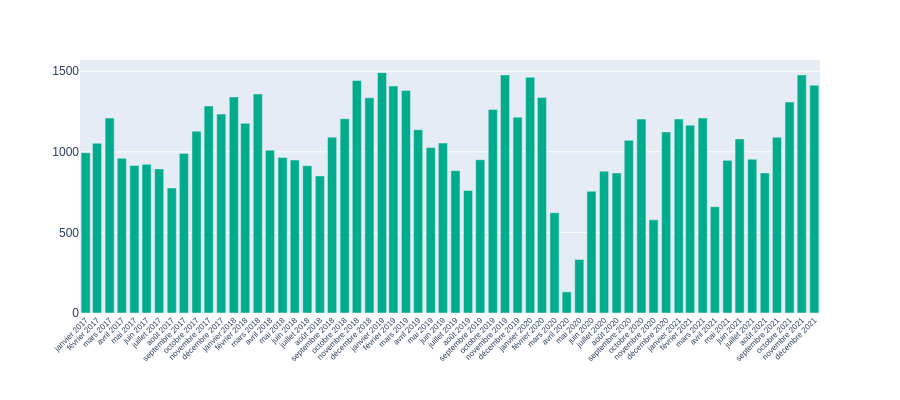 1500
1000
500
0
janvier 2017
février 2017
mars 2017
avril 2017
mai 2017
juin 2017
juillet 2017
août 2017
septembre 2017
octobre 2017
novembre 2017
décembre 2017
janvier 2018
février 2018
mars 2018
avril 2018
mai 2018
juin 2018
juillet 2018
août 2018
septembre 2018
octobre 2018
novembre 2018
décembre 2018
janvier 2019
février 2019
mars 2019
avril 2019
mai 2019
juin 2019
juillet 2019
août 2019
septembre 2019
octobre 2019
novembre 2019
décembre 2019
janvier 2020
février 2020
mars 2020
avril 2020
mai 2020
juin 2020
juillet 2020
août 2020
septembre 2020
octobre 2020
novembre 2020
décembre 2020
janvier 2021
février 2021
mars 2021
avril 2021
mai 2021
juin 2021
juillet 2021
août 2021
septembre 2021
octobre 2021
novembre 2021
décembre 2021